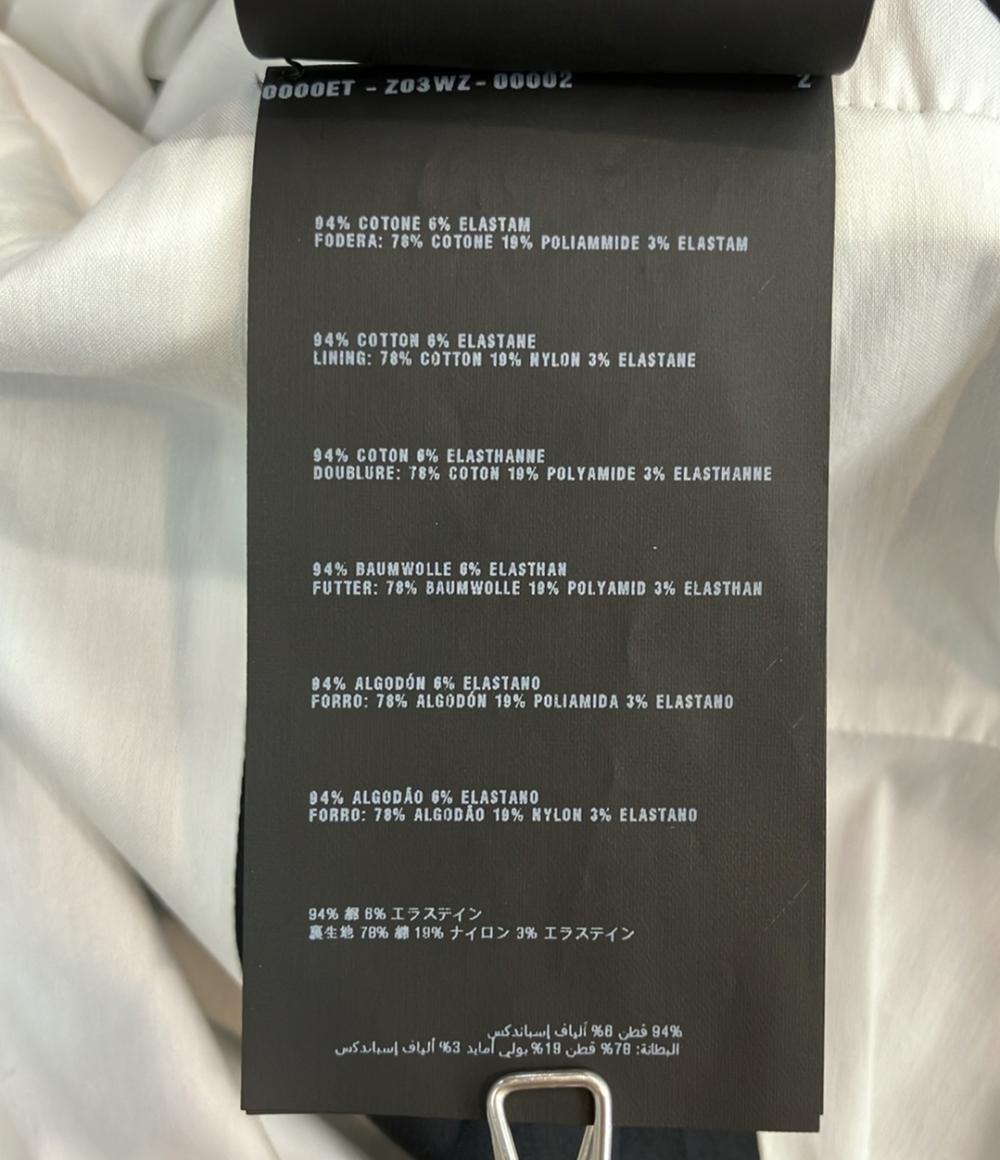 0000ET - Z03WZ - 00002 2
94% COTONE 6% ELASTAM
FODERA: 78% COTONE 19% POLIAMMIDE 3% ELASTAM
94% COTTON 6% ELASTANE
LINING: 78% COTTON 19% NYLON 3% ELASTANE
94% COTON 6% ELASTHANNE
DOUBLURE: 78% COTON 19% POLYAMIDE 3% ELASTHANNE
94% BAUMWOLLE 6% ELASTHAN
FUTTER: 78% BAUMWOLLE 19% POLYAMID 3% ELASTHAN
94% ALGODÓN 6% ELASTANO
FORRO: 78% ALGODÓN 19% POLIAMIDA 3% ELASTANO
94% ALGODÃO 6% ELASTANO
FORRO: 78% ALGODÃO 19% NYLON 3% ELASTANO
94% 綿 6% エラステイン
裏生地 78% 綿 19% ナイロン 3% エラステイン
94% قطن 6% ألياف إسباندكس
البطانة: 78% قطن 19% بولي أمايد 3% ألياف إسباندكس